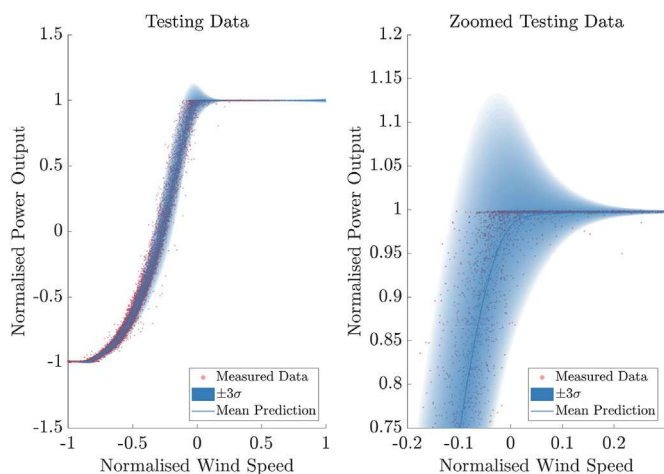 Testing Data
Normalised Power Output
1.5
1
0.5
0
-0.5
-1
-1.5
-1
-0.5
0
0.5
1
Normalised Wind Speed
Measured Data
±3σ
Mean Prediction
Zoomed Testing Data
Normalised Power Output
1.2
1.15
1.1
1.05
1
0.95
0.9
0.85
0.8
0.75
-0.2
-0.1
0
0.1
0.2
Normalised Wind Speed
Measured Data
±3σ
Mean Prediction